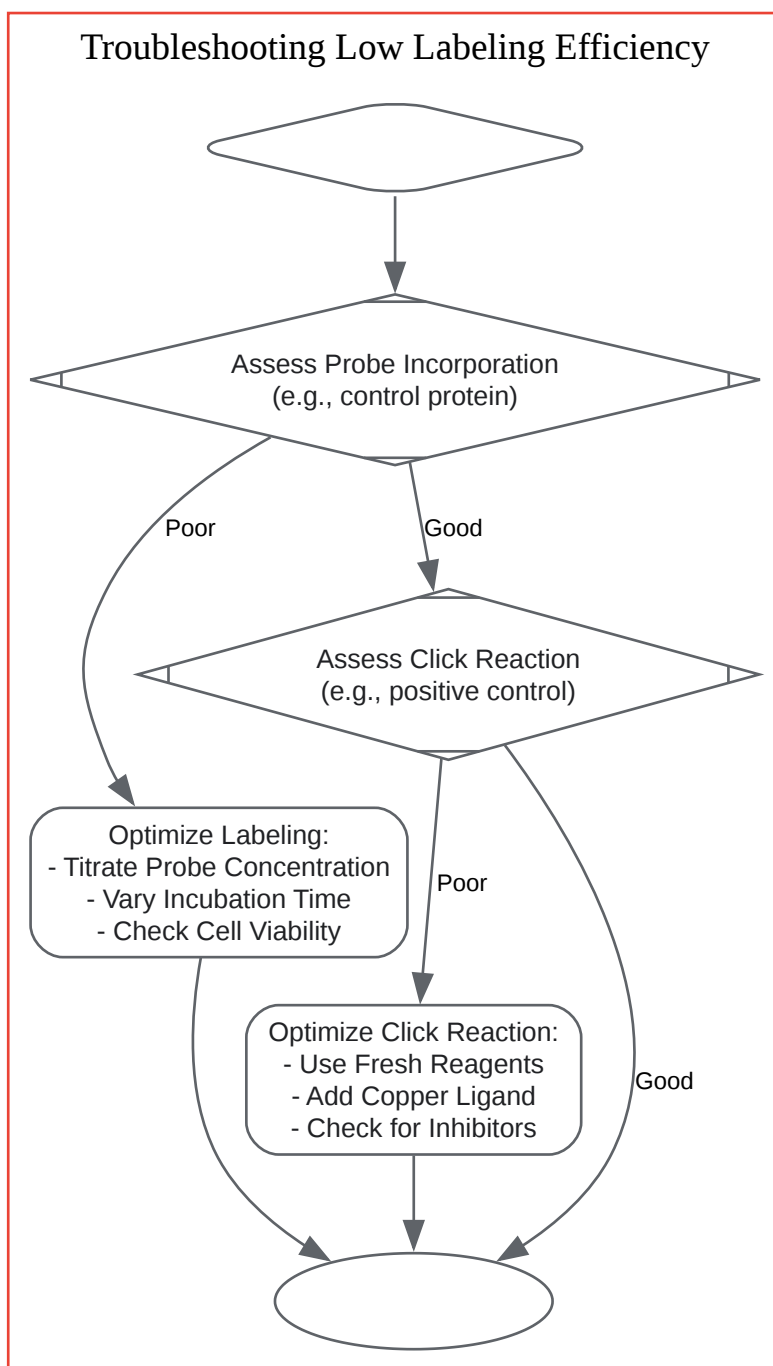 Troubleshooting Low Labeling Efficiency
Assess Probe Incorporation
(e.g., control protein)
Poor
Good
Assess Click Reaction
(e.g., positive control)
Optimize Labeling:
- Titrate Probe Concentration
- Vary Incubation Time
- Check Cell Viability
Poor
Optimize Click Reaction:
- Use Fresh Reagents
- Add Copper Ligand
- Check for Inhibitors
Good